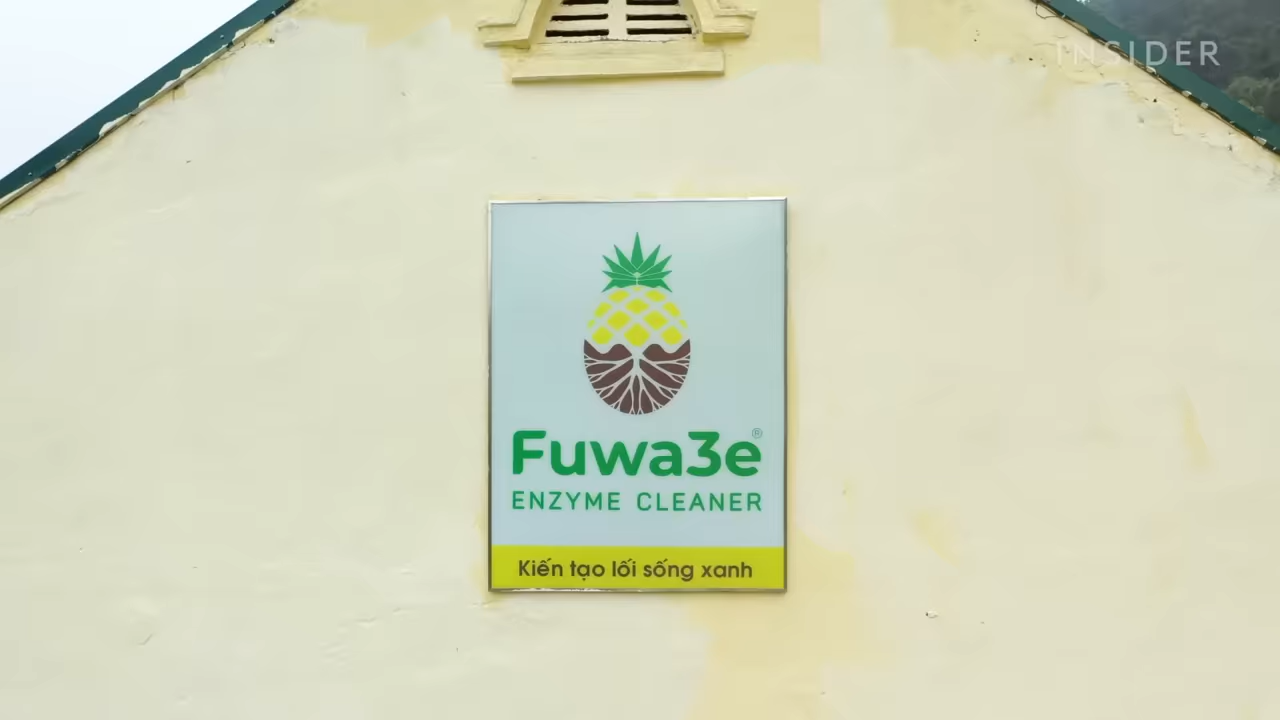 INSIDER
Fuwa3e®
ENZYME CLEANER
Kiến tạo lối sống xanh